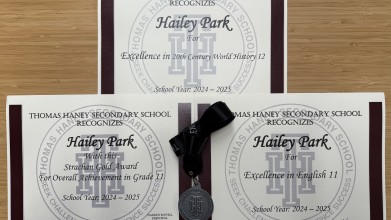 RECOGNIZES
Hailey Park
For
Excellence in 20th Century World History 12
School Year: 2024 – 2025
THOMAS HANEY SECONDARY SCHOOL
RECOGNIZES
Hailey Park
With this
Strachan Gold Award
For Overall Achievement in Grade 11
School Year: 2024 – 2025
THOMAS HANEY SECONDARY SCHOOL
RECOGNIZES
Hailey Park
For
Excellence in English 11
School Year: 2024 – 2025